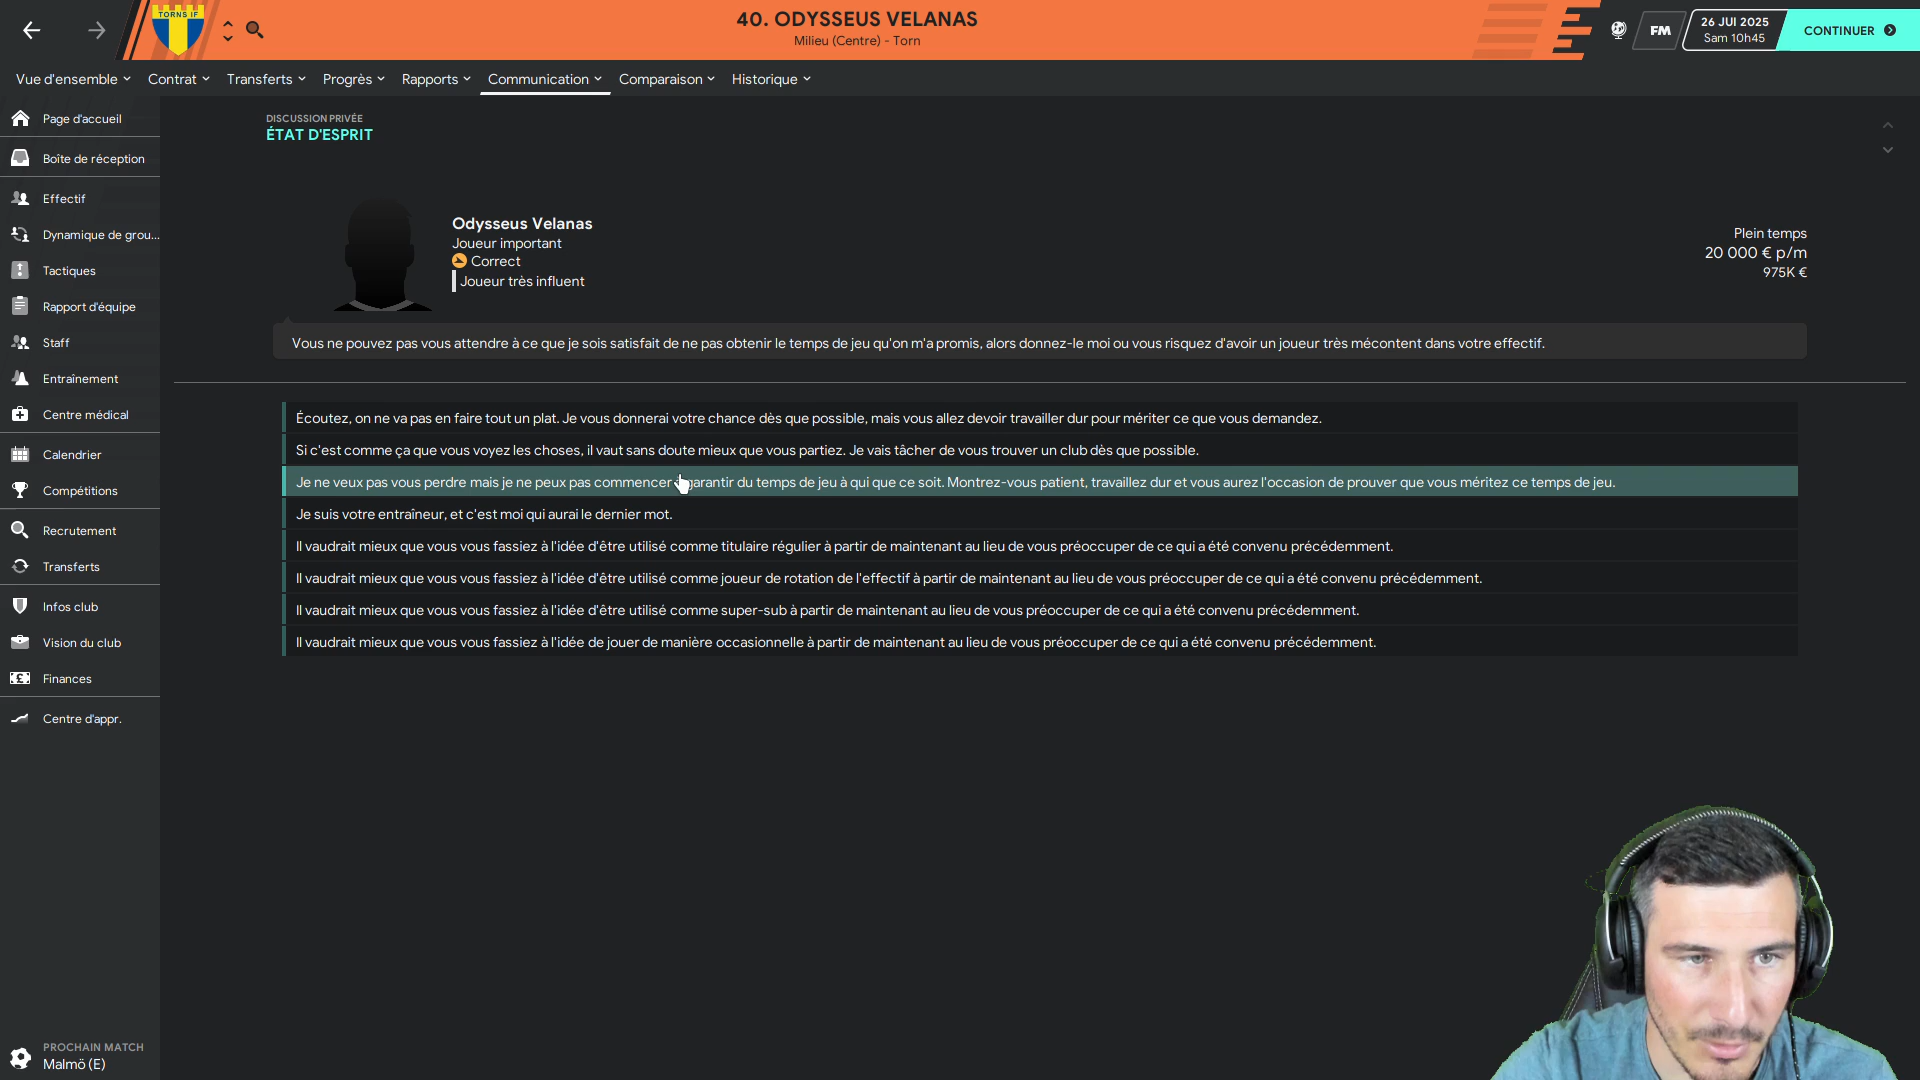 TORNS IF
40. ODYSSEUS VELANAS
Milieu (Centre) - Torn
FM
26 JUI 2025
Sam 10h45
CONTINUER
Vue d'ensemble
Contrat
Transferts
Progrès
Rapports
Communication
Comparaison
Historique
Page d'accueil
Boîte de réception
Effectif
Dynamique de grou...
Tactiques
Rapport d'équipe
Staff
Entraînement
Centre médical
Calendrier
Compétitions
Recrutement
Transferts
Infos club
Vision du club
Finances
Centre d'appr.
PROCHAIN MATCH
Malmö (E)
DISCUSSION PRIVÉE
ÉTAT D'ESPRIT
Odysseus Velanas
Joueur important
Correct
Joueur très influent
Plein temps
20 000 € p/m
975K €
Vous ne pouvez pas vous attendre à ce que je sois satisfait de ne pas obtenir le temps de jeu qu'on m'a promis, alors donnez-le moi ou vous risquez d'avoir un joueur très mécontent dans votre effectif.
Écoutez, on ne va pas en faire tout un plat. Je vous donnerai votre chance dès que possible, mais vous allez devoir travailler dur pour mériter ce que vous demandez.
Si c'est comme ça que vous voyez les choses, il vaut sans doute mieux que vous partiez. Je vais tâcher de vous trouver un club dès que possible.
Je ne veux pas vous perdre mais je ne peux pas commencer garantir du temps de jeu à qui que ce soit. Montrez-vous patient, travaillez dur et vous aurez l'occasion de prouver que vous méritez ce temps de jeu.
Je suis votre entraîneur, et c'est moi qui aurai le dernier mot.
Il vaudrait mieux que vous vous fassiez à l'idée d'être utilisé comme titulaire régulier à partir de maintenant au lieu de vous préoccuper de ce qui a été convenu précédemment.
Il vaudrait mieux que vous vous fassiez à l'idée d'être utilisé comme joueur de rotation de l'effectif à partir de maintenant au lieu de vous préoccuper de ce qui a été convenu précédemment.
Il vaudrait mieux que vous vous fassiez à l'idée d'être utilisé comme super-sub à partir de maintenant au lieu de vous préoccuper de ce qui a été convenu précédemment.
Il vaudrait mieux que vous vous fassiez à l'idée de jouer de manière occasionnelle à partir de maintenant au lieu de vous préoccuper de ce qui a été convenu précédemment.